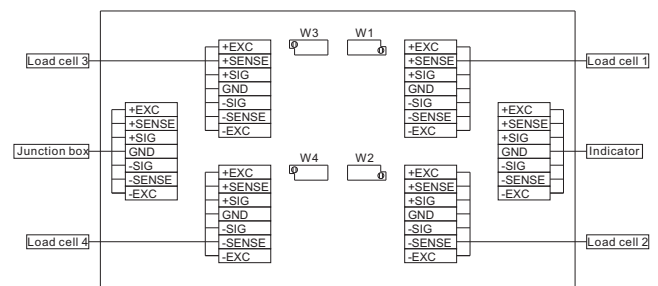 W3
W1
+EXC
+SENSE
+SIG
GND
-SIG
-SENSE
-EXC
+EXC
+SENSE
+SIG
GND
-SIG
-SENSE
-EXC
Load cell 3
Load cell 1
+EXC
+SENSE
+SIG
GND
-SIG
-SENSE
-EXC
+EXC
+SENSE
+SIG
GND
-SIG
-SENSE
-EXC
Junction box
Indicator
W4
W2
+EXC
+SENSE
+SIG
GND
-SIG
-SENSE
-EXC
+EXC
+SENSE
+SIG
GND
-SIG
-SENSE
-EXC
Load cell 4
Load cell 2